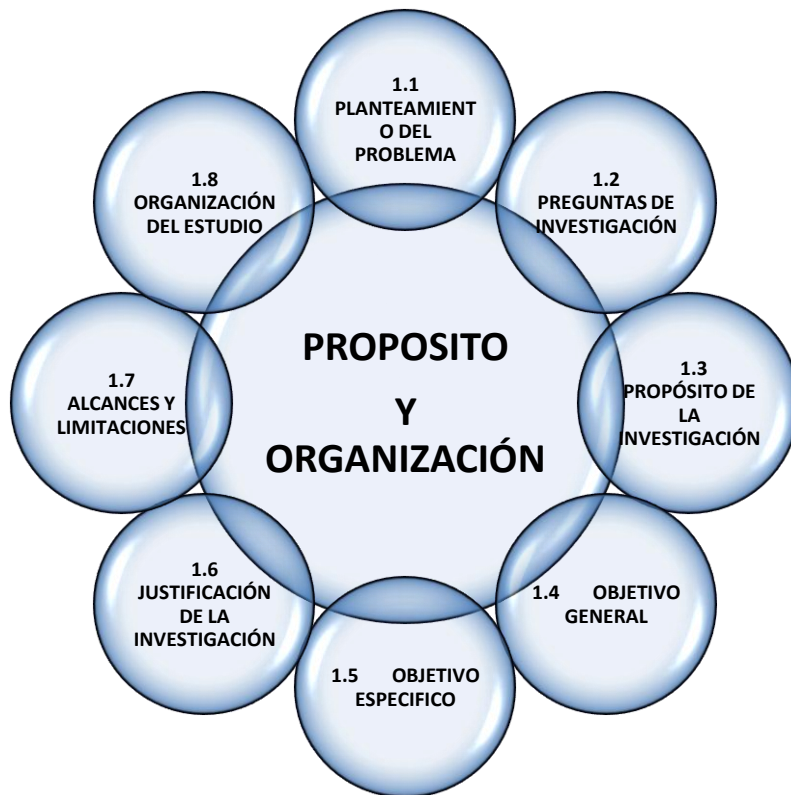 1.1
PLANTEAMIENT
O DEL
PROBLEMA
1.2
PREGUNTAS DE
INVESTIGACIÓN
1.3
PROPÓSITO DE
LA
INVESTIGACIÓN
1.4 OBJETIVO
GENERAL
1.5 OBJETIVO
ESPECIFICO
1.6
JUSTIFICACIÓN
DE LA
INVESTIGACIÓN
1.7
ALCANCES Y
LIMITACIONES
1.8
ORGANIZACIÓN
DEL ESTUDIO
PROPOSITO
Y
ORGANIZACIÓN